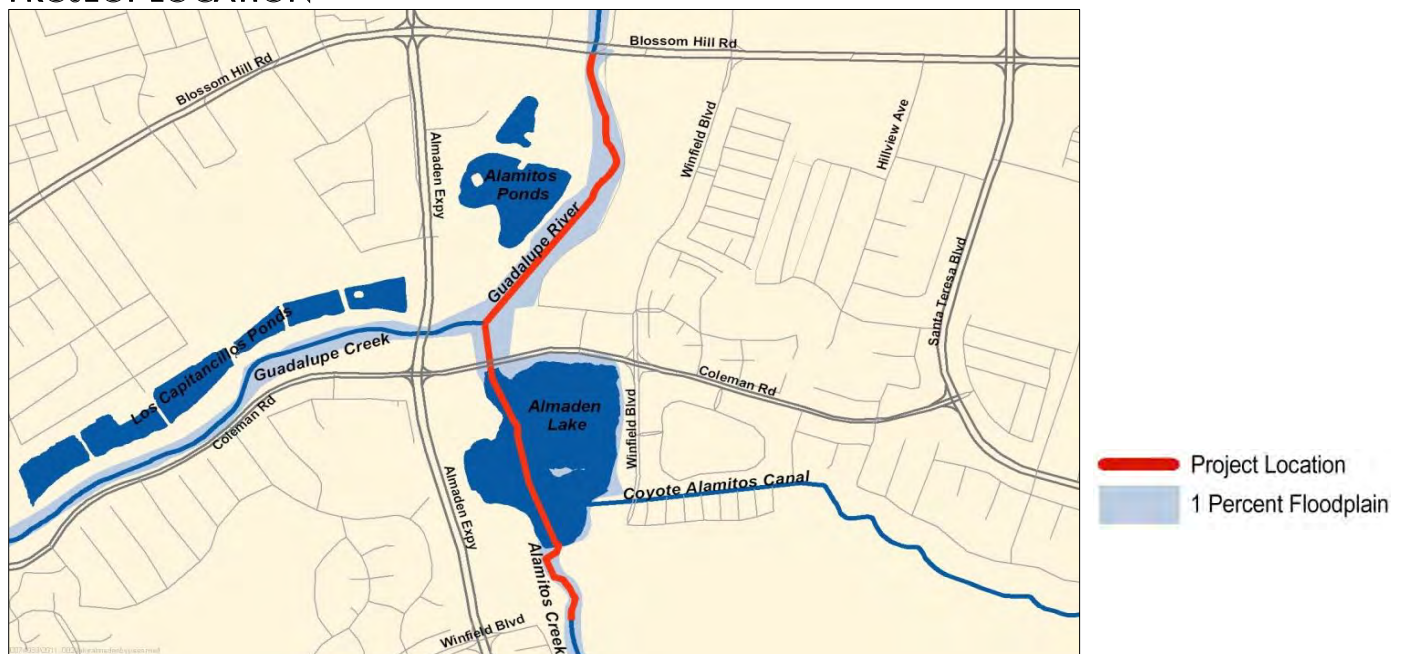 PROJECT LOCATION
Blossom Hill Rd
Blossom Hill Rd
Almaden Expy
Winfield Blvd
Hillview Ave
Alamitos
Ponds
Guadalupe River
Santa Teresa Blvd
Los Capitancillos Ponds
Guadalupe Creek
Coleman Rd
Coleman Rd
Almaden
Lake
Winfield Blvd
Almaden Expy
Coyote Alamitos Canal
Alamitos Creek
Winfield Blvd
Project Location
1 Percent Floodplain